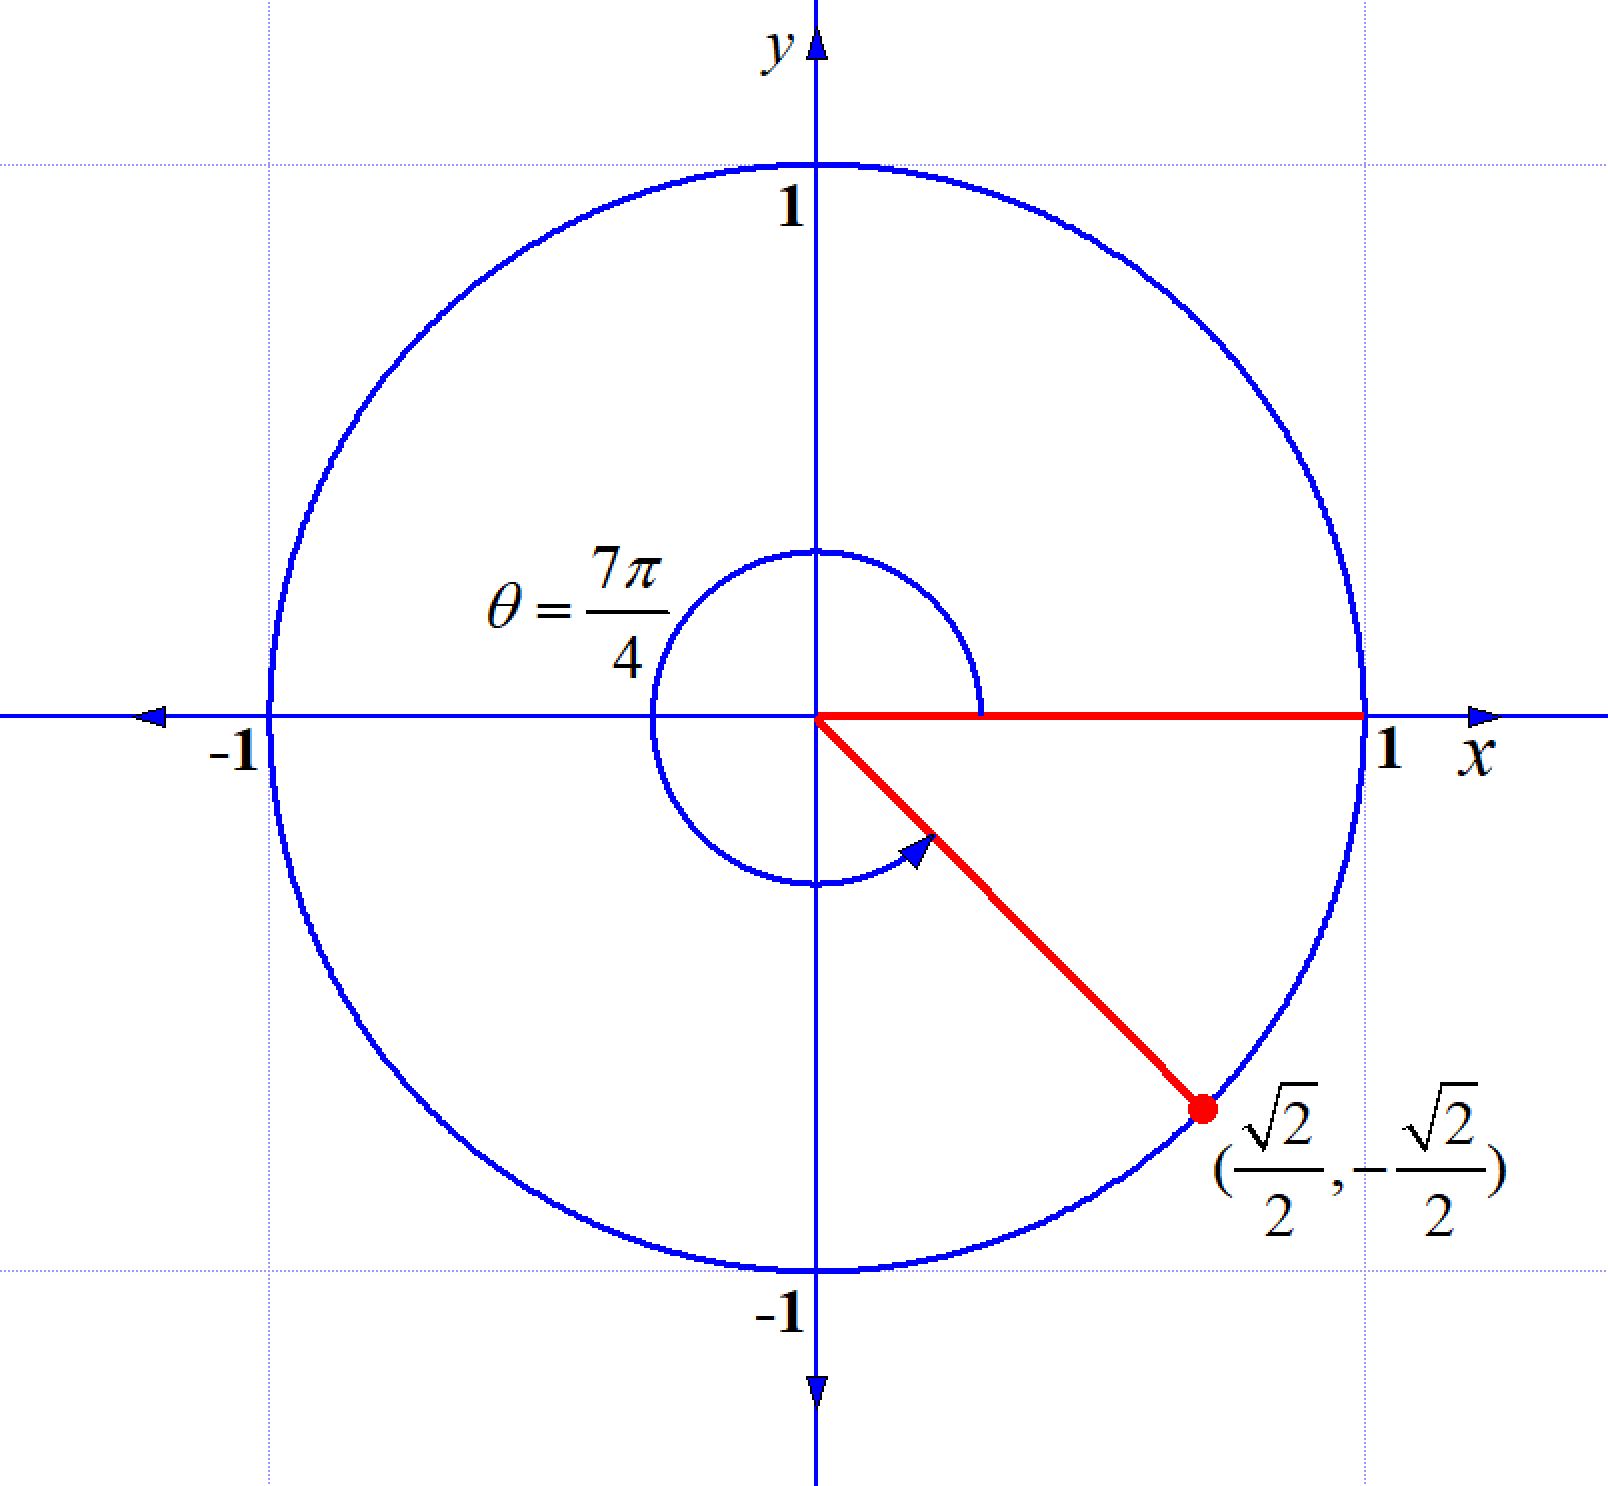 y
1
θ = 7π/4
-1
1
x
(√2/2, -√2/2)
-1